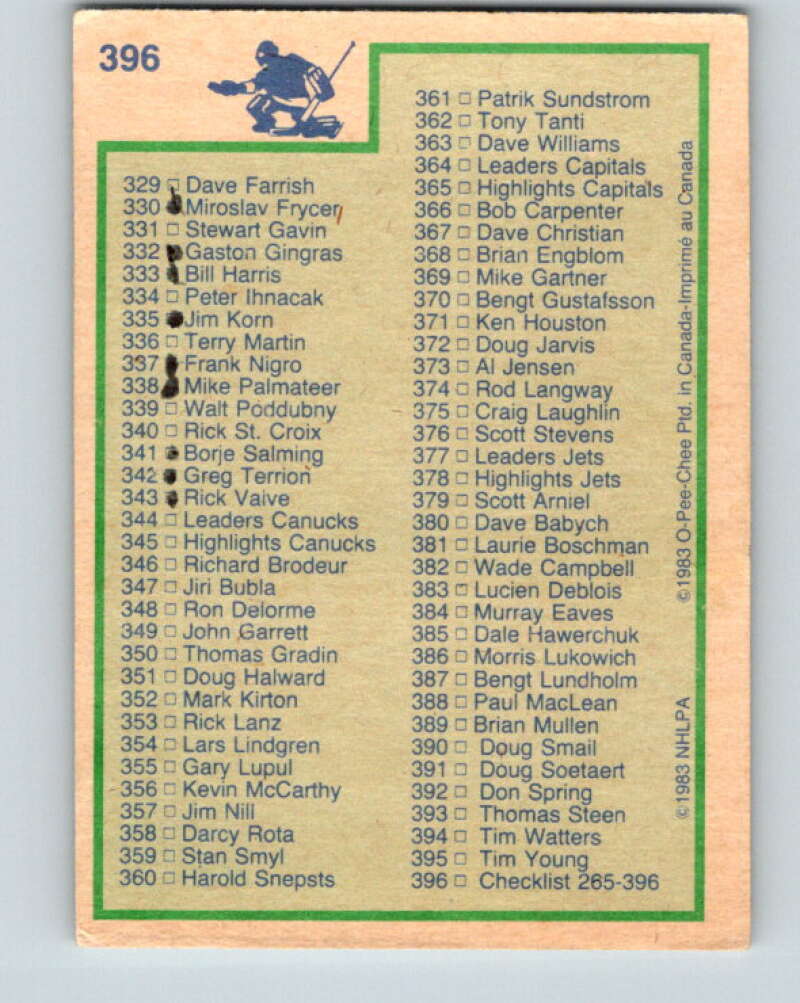 396
329 □ Dave Farrish
330 Miroslav Frycer
331 □ Stewart Gavin
332 Gaston Gingras
333 Bill Harris
334 □ Peter Ihnacak
335 Jim Korn
336 □ Terry Martin
337 Frank Nigro
338 Mike Palmateer
339 □ Walt Poddubny
340 □ Rick St. Croix
341 Borje Salming
342 Greg Terrion
343 Rick Vaive
344 □ Leaders Canucks
345 □ Highlights Canucks
346 □ Richard Brodeur
347 □ Jiri Bubla
348 □ Ron Delorme
349 □ John Garrett
350 □ Thomas Gradin
351 □ Doug Halward
352 □ Mark Kirton
353 □ Rick Lanz
354 □ Lars Lindgren
355 □ Gary Lupul
356 □ Kevin McCarthy
357 □ Jim Nill
358 □ Darcy Rota
359 □ Stan Smyl
360 □ Harold Snepsts
361 □ Patrik Sundstrom
362 □ Tony Tanti
363 □ Dave Williams
364 □ Leaders Capitals
365 □ Highlights Capitals
366 □ Bob Carpenter
367 □ Dave Christian
368 □ Brian Engblom
369 □ Mike Gartner
370 □ Bengt Gustafsson
371 □ Ken Houston
372 □ Doug Jarvis
373 □ Al Jensen
374 □ Rod Langway
375 □ Craig Laughlin
376 □ Scott Stevens
377 □ Leaders Jets
378 □ Highlights Jets
379 □ Scott Arniel
380 □ Dave Babych
381 □ Laurie Boschman
382 □ Wade Campbell
383 □ Lucien Deblois
384 □ Murray Eaves
385 □ Dale Hawerchuk
386 □ Morris Lukowich
387 □ Bengt Lundholm
388 □ Paul MacLean
389 □ Brian Mullen
390 □ Doug Smail
391 □ Doug Soetaert
392 □ Don Spring
393 □ Thomas Steen
394 □ Tim Watters
395 □ Tim Young
396 □ Checklist 265-396
©1983 NHLPA ©1983 O-Pee-Chee Ptd. in Canada-Imprimé au Canada